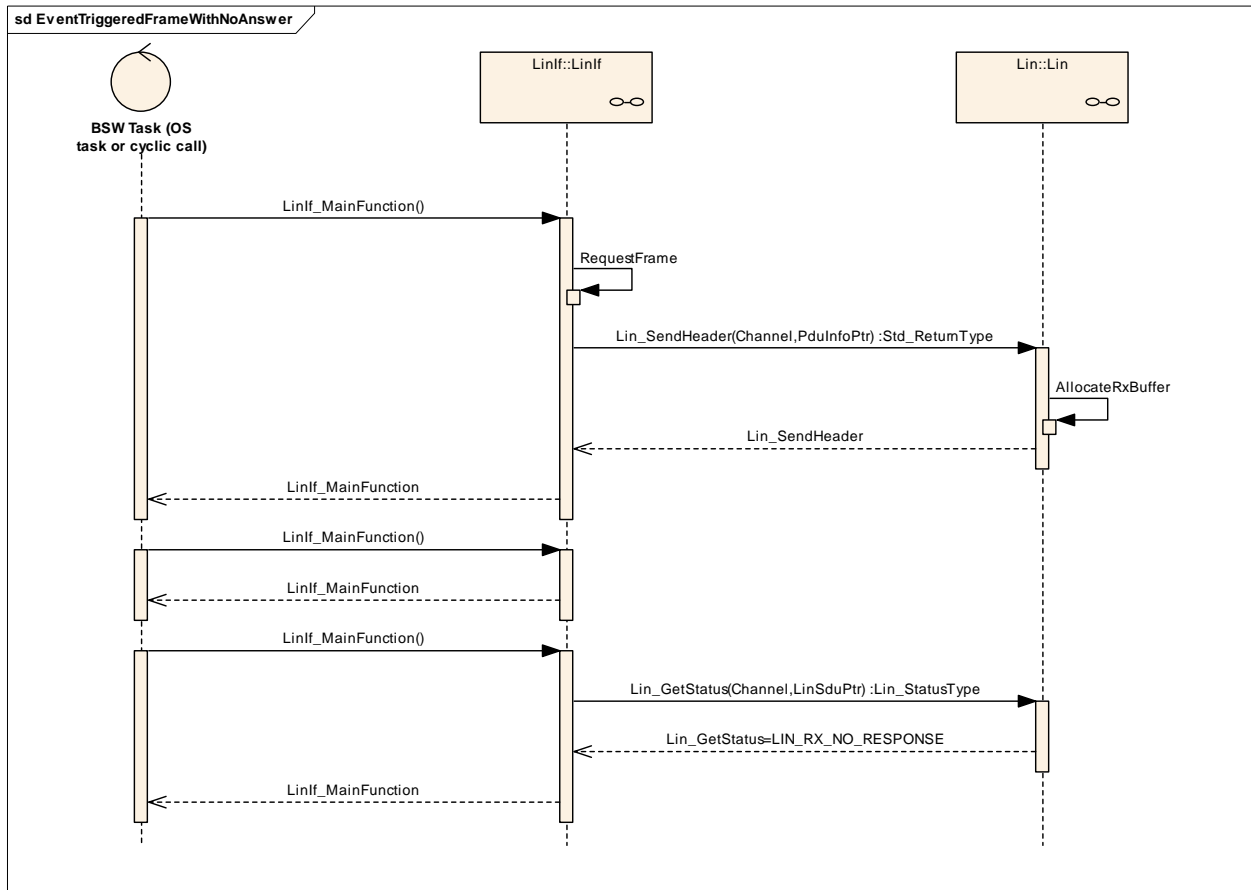 sd EventTriggeredFrameWithNoAnswer
LinIf::LinIf
Lin::Lin
BSW Task (OS
task or cyclic call)
LinIf_MainFunction()
RequestFrame
Lin_SendHeader(Channel,PduInfoPtr) :Std_ReturnType
AllocateRxBuffer
Lin_SendHeader
LinIf_MainFunction
LinIf_MainFunction()
LinIf_MainFunction
LinIf_MainFunction()
Lin_GetStatus(Channel,LinSduPtr) :Lin_StatusType
Lin_GetStatus=LIN_RX_NO_RESPONSE
LinIf_MainFunction